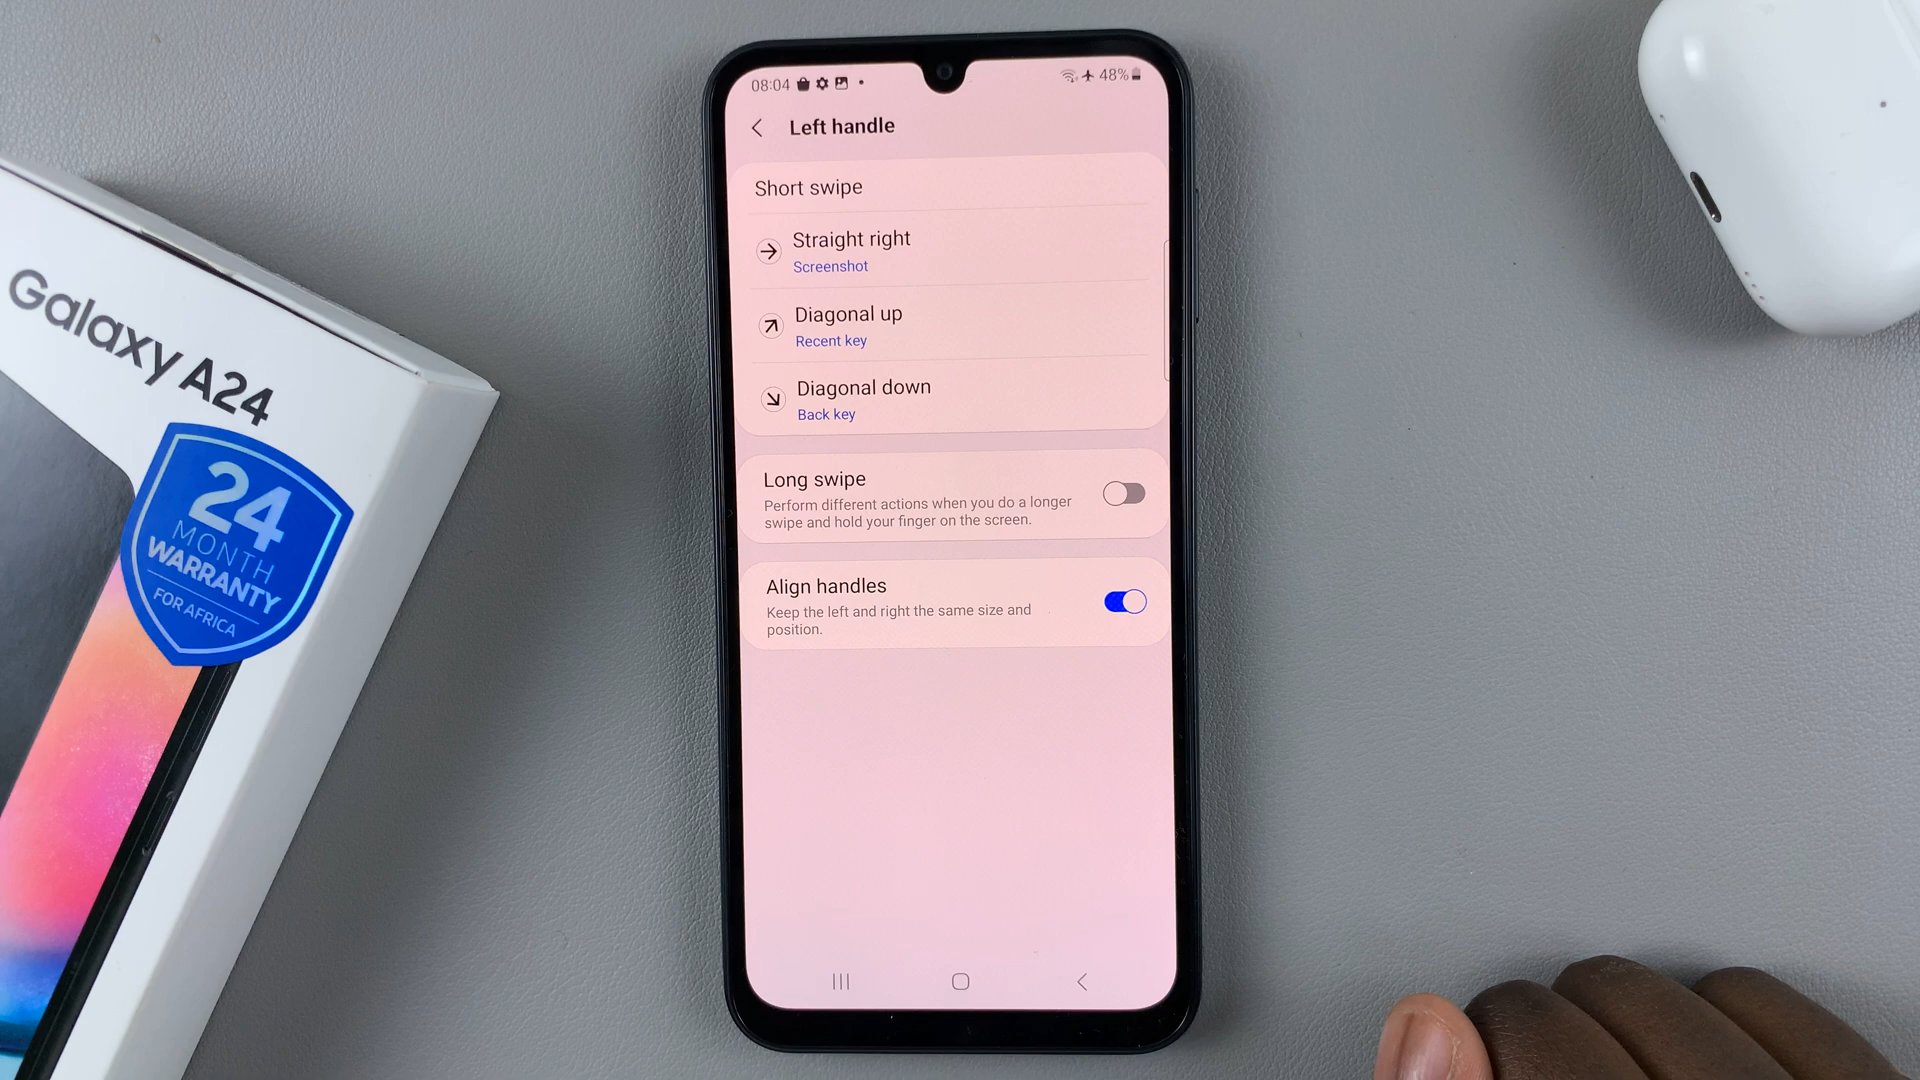 08:04
48%
Left handle
Short swipe
Straight right
Screenshot
Diagonal up
Recent key
Diagonal down
Back key
Long swipe
Perform different actions when you do a longer
swipe and hold your finger on the screen.
Align handles
Keep the left and right the same size and
position.
Galaxy A24
24
MONTH
WARRANTY
FOR AFRICA